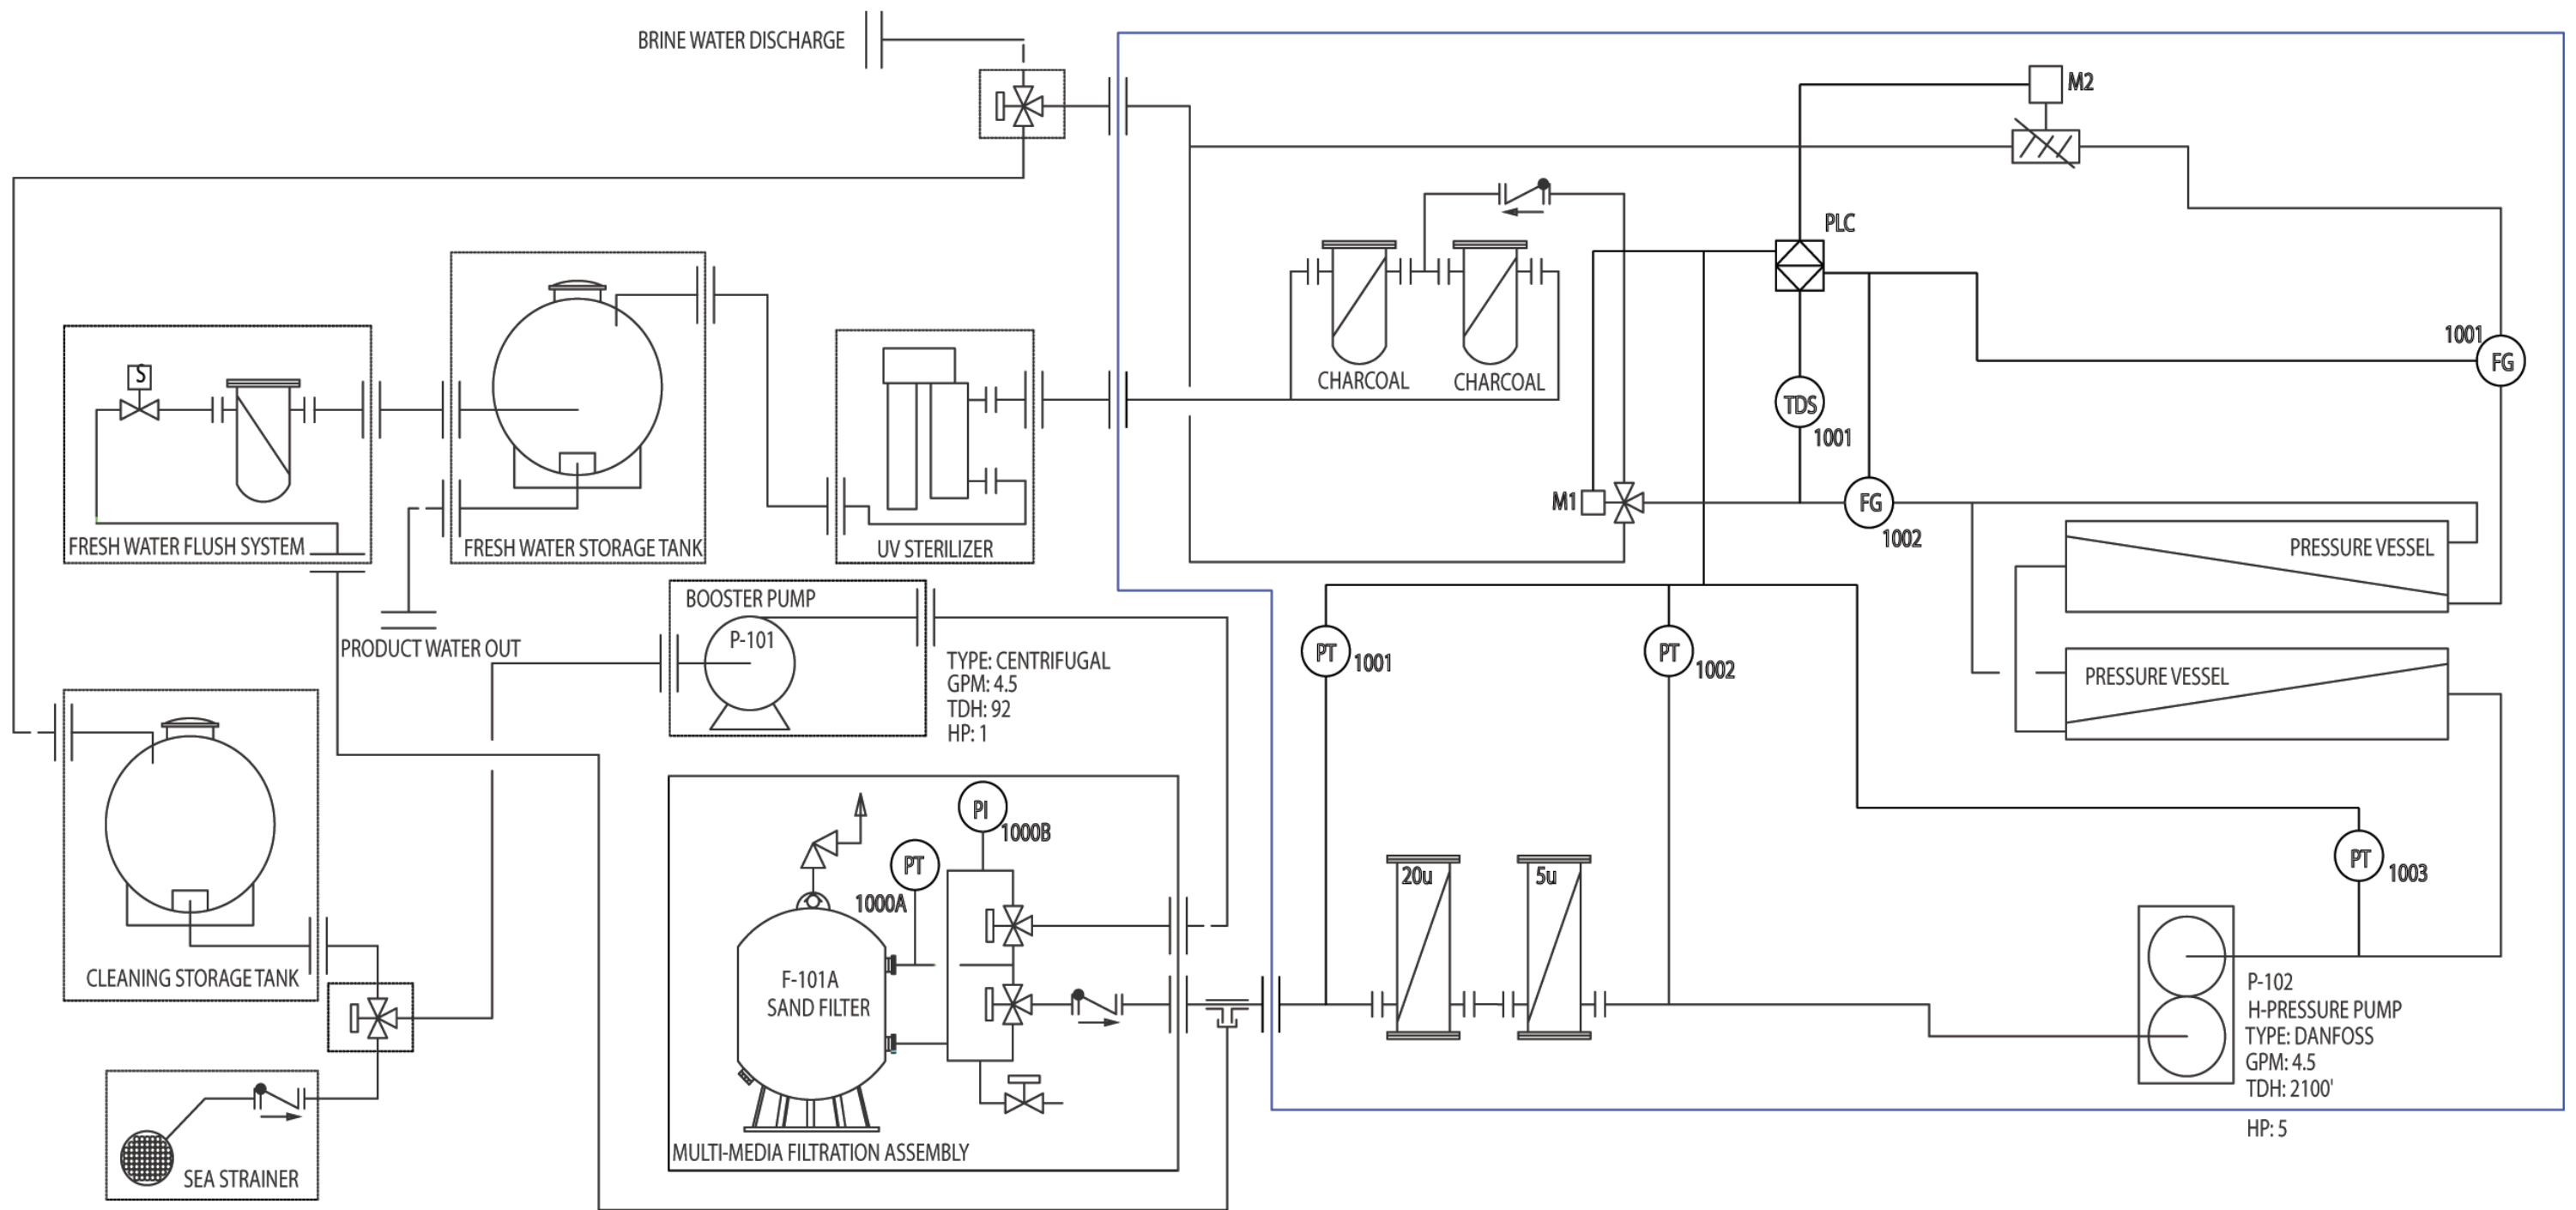 BRINE WATER DISCHARGE
M2
PLC
1001
FG
S
CHARCOAL
CHARCOAL
TDS
1001
M1
FG
1002
FRESH WATER FLUSH SYSTEM
FRESH WATER STORAGE TANK
UV STERILIZER
PRESSURE VESSEL
BOOSTER PUMP
P-101
PRODUCT WATER OUT
TYPE: CENTRIFUGAL
GPM: 4.5
TDH: 92
HP: 1
PT
1001
PT
1002
PRESSURE VESSEL
PI
1000B
PT
1000A
20u
5u
PT
1003
CLEANING STORAGE TANK
F-101A
SAND FILTER
P-102
H-PRESSURE PUMP
TYPE: DANFOSS
GPM: 4.5
TDH: 2100'
HP: 5
MULTI-MEDIA FILTRATION ASSEMBLY
SEA STRAINER